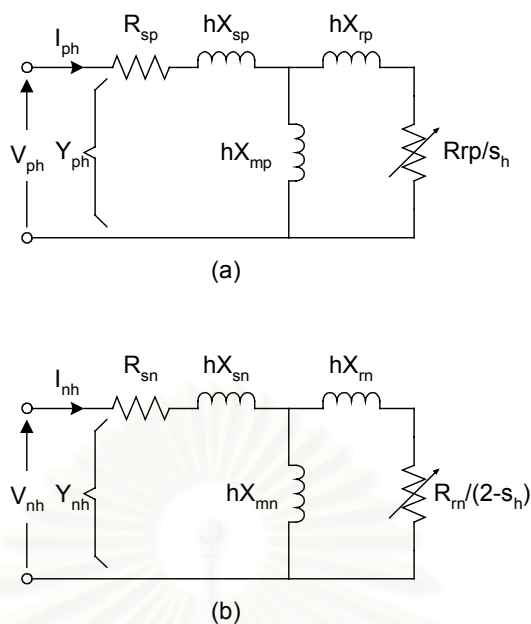 I_ph R_sp hX_sp hX_rp
V_ph Y_ph hX_mp Rrp/s_h
(a)
I_nh R_sn hX_sn hX_rn
V_nh Y_nh hX_mn R_rn/(2-s_h)
(b)